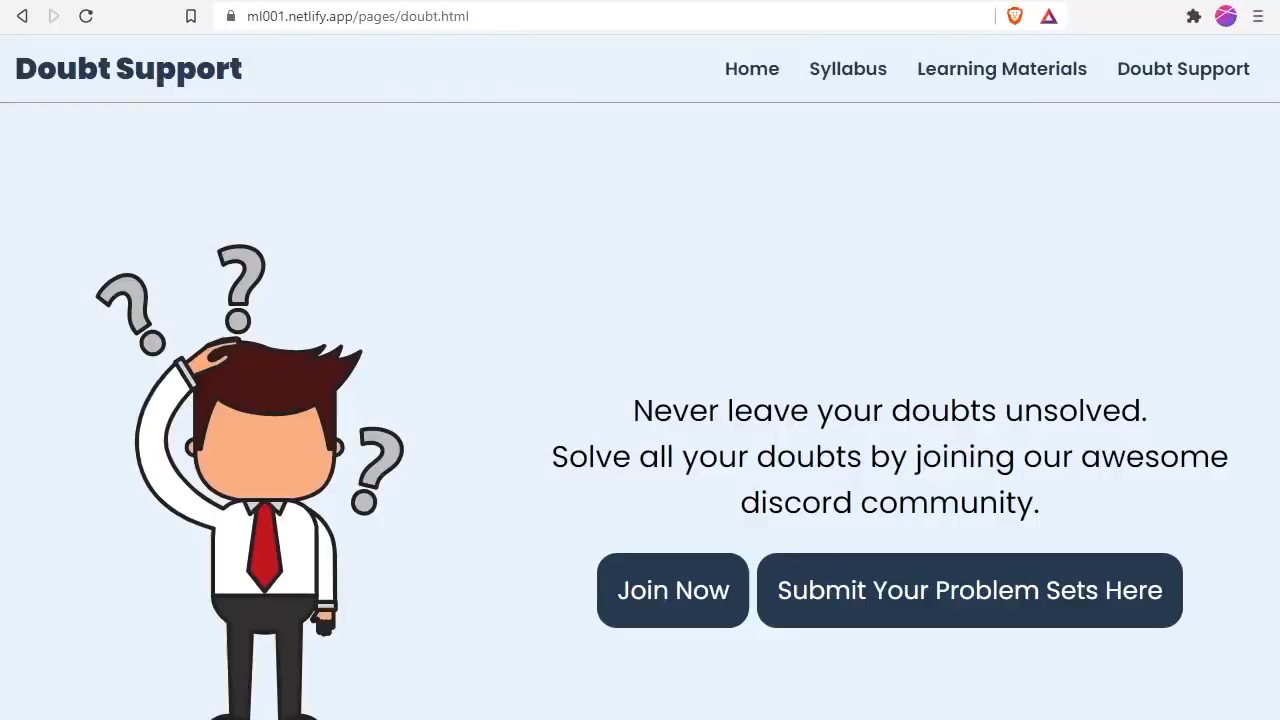 ml001.netlify.app/pages/doubt.html
Doubt Support
Home Syllabus Learning Materials Doubt Support
? ? ?
Never leave your doubts unsolved.
Solve all your doubts by joining our awesome
discord community.
Join Now Submit Your Problem Sets Here